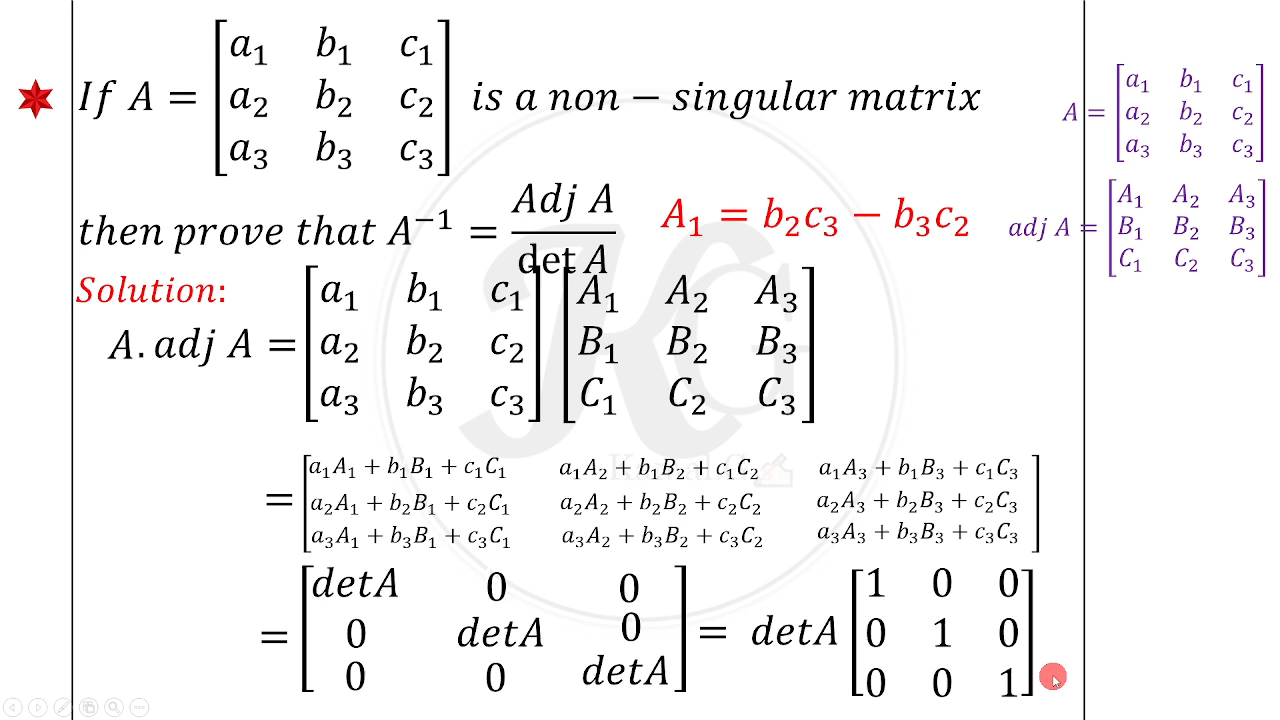 If A = [a₁ b₁ c₁; a₂ b₂ c₂; a₃ b₃ c₃] is a non − singular matrix
then prove that A⁻¹ = Adj A / det A
A₁ = b₂c₃ − b₃c₂
A = [a₁ b₁ c₁; a₂ b₂ c₂; a₃ b₃ c₃]
adj A = [A₁ A₂ A₃; B₁ B₂ B₃; C₁ C₂ C₃]
Solution:
A. adj A = [a₁ b₁ c₁; a₂ b₂ c₂; a₃ b₃ c₃] [A₁ A₂ A₃; B₁ B₂ B₃; C₁ C₂ C₃]
= [a₁A₁ + b₁B₁ + c₁C₁ a₁A₂ + b₁B₂ + c₁C₂ a₁A₃ + b₁B₃ + c₁C₃
a₂A₁ + b₂B₁ + c₂C₁ a₂A₂ + b₂B₂ + c₂C₂ a₂A₃ + b₂B₃ + c₂C₃
a₃A₁ + b₃B₁ + c₃C₁ a₃A₂ + b₃B₂ + c₃C₂ a₃A₃ + b₃B₃ + c₃C₃]
= [detA 0 0; 0 detA 0; 0 0 detA] = detA [1 0 0; 0 1 0; 0 0 1]